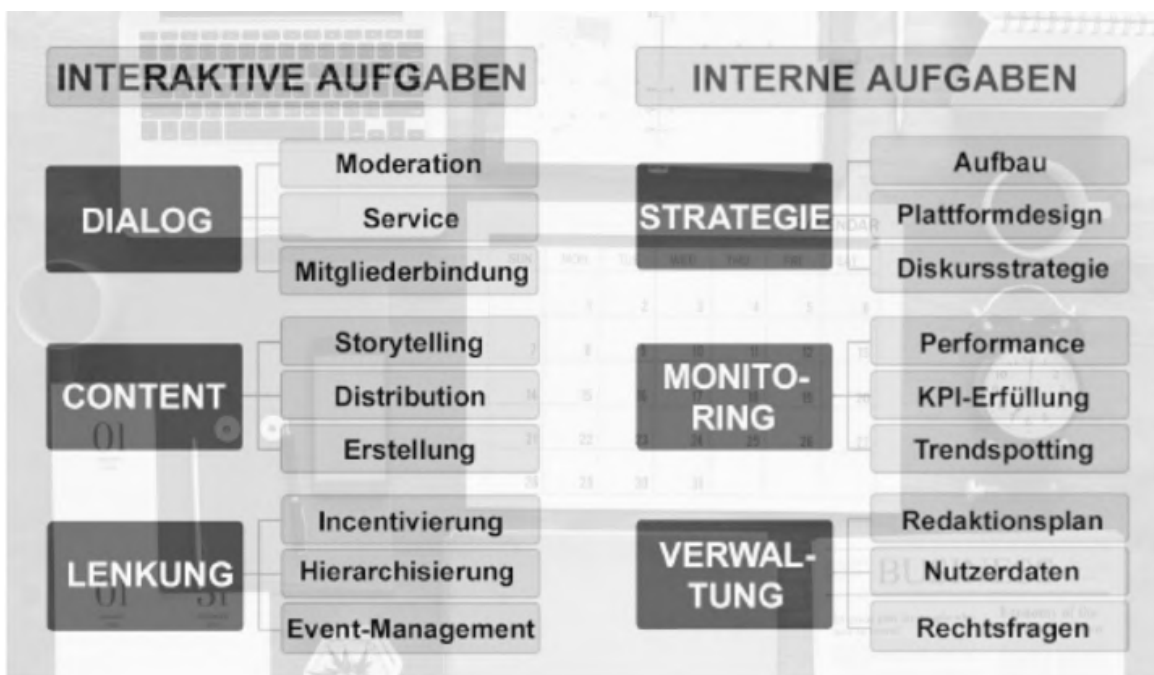 INTERAKTIVE AUFGABEN
DIALOG
Moderation
Service
Mitgliederbindung
CONTENT
Storytelling
Distribution
Erstellung
LENKUNG
Incentivierung
Hierarchisierung
Event-Management
INTERNE AUFGABEN
STRATEGIE
Aufbau
Plattformdesign
Diskursstrategie
MONITO-
RING
Performance
KPI-Erfüllung
Trendspotting
VERWAL-
TUNG
Redaktionsplan
Nutzerdaten
Rechtsfragen